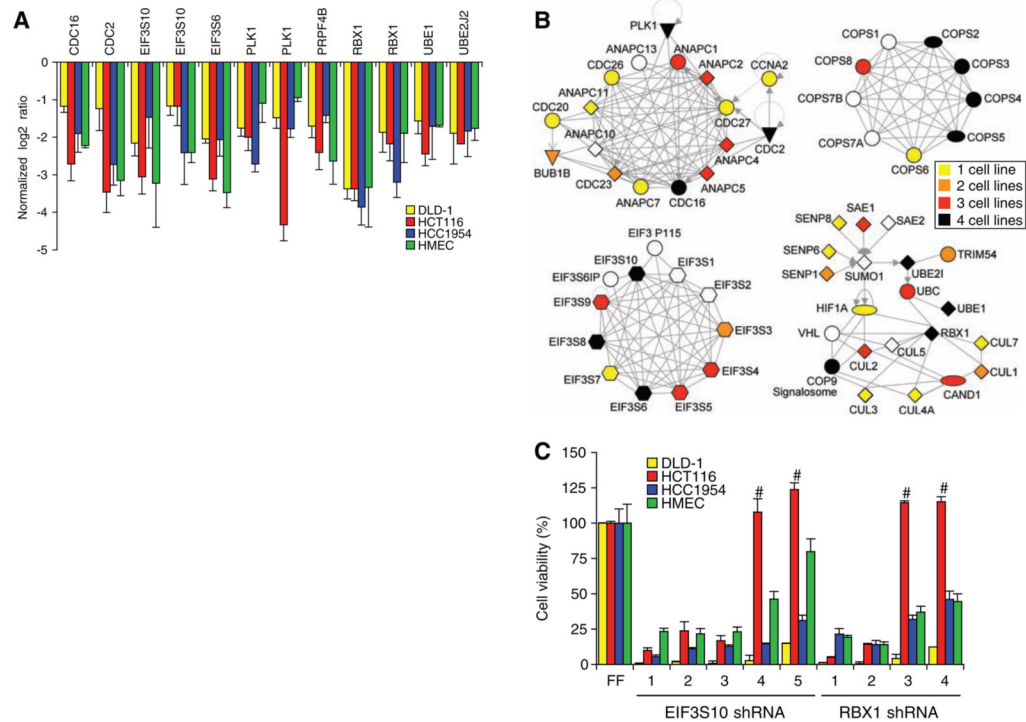 A
CDC16
CDC2
EIF3S10
EIF3S10
EIF3S6
PLK1
PLK1
PRPF4B
RBX1
RBX1
UBE1
UBE2J2
Normalized log2 ratio
0
-1
-2
-3
-4
-5
DLD-1
HCT116
HCC1954
HMEC
B
PLK1
ANAPC13
ANAPC1
CDC26
ANAPC2
CCNA2
ANAPC11
CDC20
CDC27
ANAPC10
CDC2
BUB1B
ANAPC4
CDC23
ANAPC5
ANAPC7
CDC16
COPS1
COPS2
COPS8
COPS3
COPS7B
COPS4
COPS7A
COPS5
COPS6
1 cell line
2 cell lines
3 cell lines
4 cell lines
EIF3 P115
EIF3S10
EIF3S1
EIF3S6IP
EIF3S2
EIF3S9
EIF3S3
EIF3S8
EIF3S4
EIF3S7
EIF3S6
EIF3S5
SENP8
SAE1
SAE2
SENP6
TRIM54
SENP1
SUMO1
UBE2I
UBC
HIF1A
UBE1
VHL
RBX1
CUL7
CUL5
CUL2
CUL1
COP9
Signalosome
CAND1
CUL3
CUL4A
C
Cell viability (%)
150
125
100
75
50
25
0
DLD-1
HCT116
HCC1954
HMEC
# # # #
FF 1 2 3 4 5 1 2 3 4
EIF3S10 shRNA RBX1 shRNA